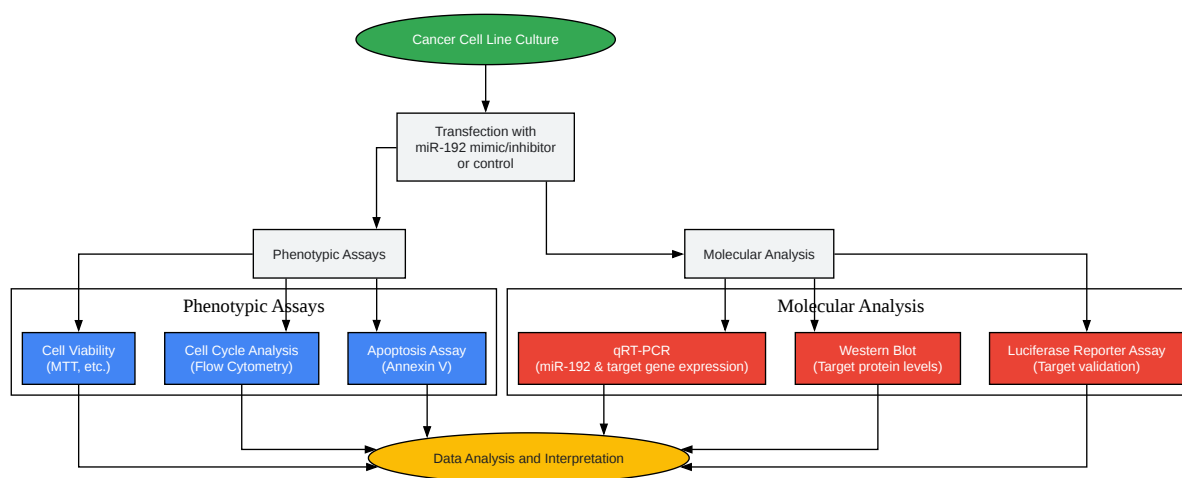 Cancer Cell Line Culture
Transfection with
miR-192 mimic/inhibitor
or control
Phenotypic Assays
Molecular Analysis
Phenotypic Assays
Molecular Analysis
Cell Viability
(MTT, etc.)
Cell Cycle Analysis
(Flow Cytometry)
Apoptosis Assay
(Annexin V)
qRT-PCR
(miR-192 & target gene expression)
Western Blot
(Target protein levels)
Luciferase Reporter Assay
(Target validation)
Data Analysis and Interpretation